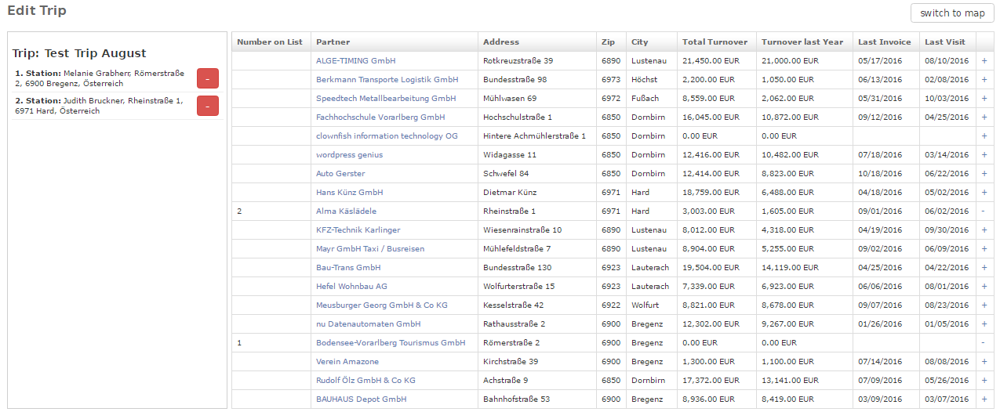 Edit Trip
switch to map
Trip: Test Trip August
1. Station: Melanie Grabherr, Römerstraße
2, 6900 Bregenz, Österreich
-
2. Station: Judith Bruckner, Rheinstraße 1,
6971 Hard, Österreich
-
Number on List Partner Address Zip City Total Turnover Turnover last Year Last Invoice Last Visit
ALGE-TIMING GmbH Rotkreuzstraße 39 6890 Lustenau 21,450.00 EUR 21,000.00 EUR 05/17/2016 08/10/2016 +
Berkmann Transporte Logistik GmbH Bundesstraße 98 6973 Höchst 2,200.00 EUR 1,050.00 EUR 06/13/2016 02/08/2016 +
Speedtech Metallbearbeitung GmbH Mühlwasen 69 6972 Fußach 8,559.00 EUR 2,062.00 EUR 05/31/2016 10/03/2016 +
Fachhochschule Vorarlberg GmbH Hochschulstraße 1 6850 Dornbirn 16,045.00 EUR 10,872.00 EUR 09/12/2016 04/25/2016 +
clownfish information technology OG Hintere Achmühlerstraße 1 6850 Dornbirn 0.00 EUR 0.00 EUR +
wordpress genius Widagasse 11 6850 Dornbirn 12,416.00 EUR 10,482.00 EUR 07/18/2016 03/14/2016 +
Auto Gerster Schwefel 84 6850 Dornbirn 12,414.00 EUR 8,823.00 EUR 10/18/2016 06/22/2016 +
Hans Künz GmbH Dietmar Künz 6971 Hard 18,759.00 EUR 6,488.00 EUR 04/18/2016 05/02/2016 +
2 Alma Käslädele Rheinstraße 1 6971 Hard 3,003.00 EUR 1,605.00 EUR 09/01/2016 06/02/2016 -
KFZ-Technik Karlinger Wiesenrainstraße 10 6890 Lustenau 8,012.00 EUR 4,318.00 EUR 04/19/2016 09/30/2016 +
Mayr GmbH Taxi / Busreisen Mühlefeldstraße 7 6890 Lustenau 8,904.00 EUR 5,255.00 EUR 09/02/2016 06/09/2016 +
Bau-Trans GmbH Bundesstraße 130 6923 Lauterach 19,504.00 EUR 14,119.00 EUR 04/25/2016 04/22/2016 +
Hefel Wohnbau AG Wolfurterstraße 15 6923 Lauterach 7,339.00 EUR 6,923.00 EUR 06/06/2016 08/01/2016 +
Meusburger Georg GmbH & Co KG Kesselstraße 42 6922 Wolfurt 8,821.00 EUR 8,678.00 EUR 09/07/2016 08/23/2016 +
nu Datenautomaten GmbH Rathausstraße 2 6900 Bregenz 12,302.00 EUR 9,267.00 EUR 01/26/2016 01/05/2016 +
1 Bodensee-Vorarlberg Tourismus GmbH Römerstraße 2 6900 Bregenz 0.00 EUR 0.00 EUR -
Verein Amazone Kirchstraße 39 6900 Bregenz 1,300.00 EUR 1,100.00 EUR 07/14/2016 08/08/2016 +
Rudolf Ölz GmbH & Co KG Achstraße 9 6850 Dornbirn 17,372.00 EUR 13,141.00 EUR 07/09/2016 05/26/2016 +
BAUHAUS Depot GmbH Bahnhofstraße 53 6900 Bregenz 8,936.00 EUR 8,419.00 EUR 03/09/2016 03/07/2016 +